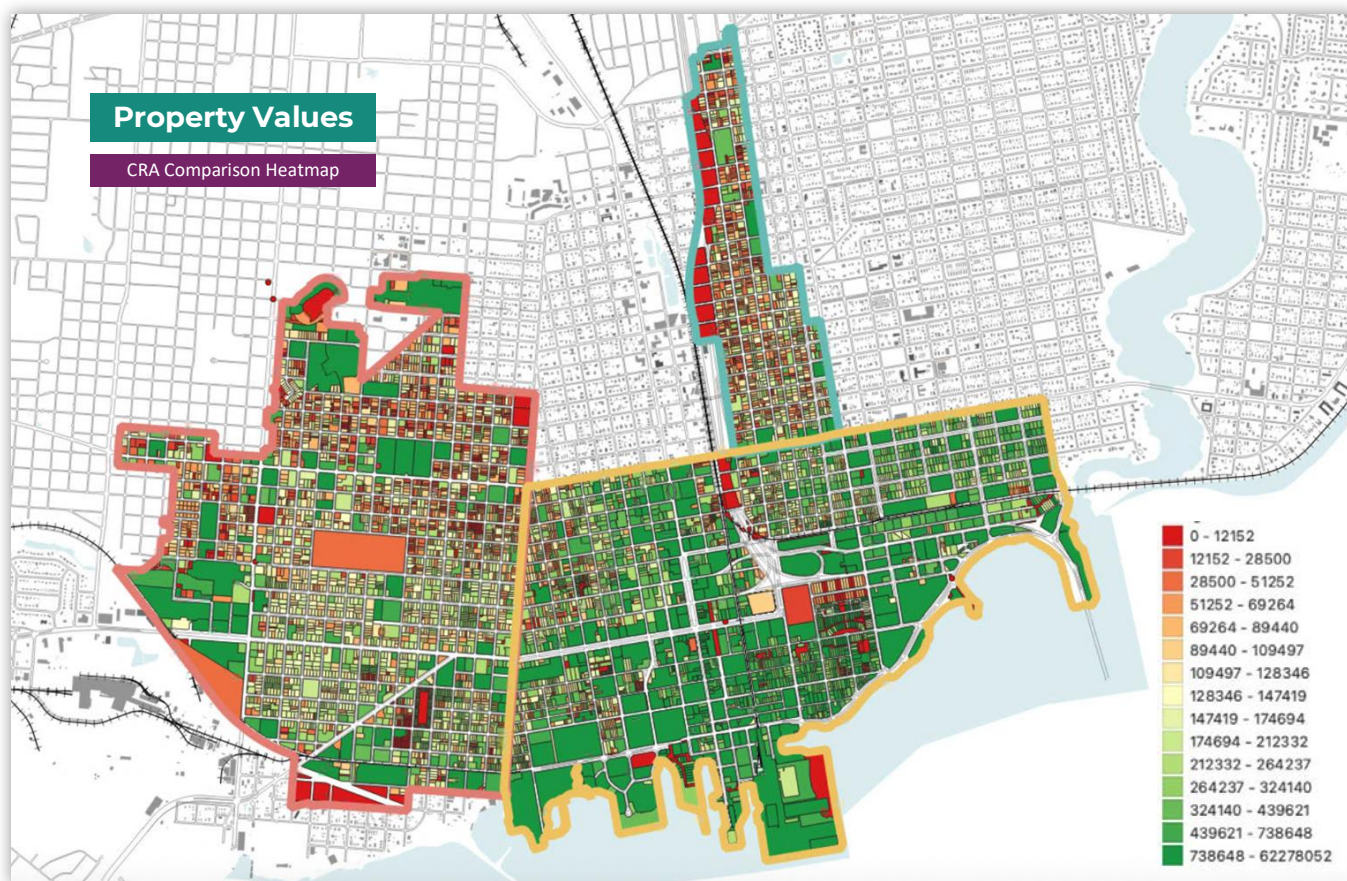 Property Values
CRA Comparison Heatmap
0 - 12152
12152 - 28500
28500 - 51252
51252 - 69264
69264 - 89440
89440 - 109497
109497 - 128346
128346 - 147419
147419 - 174694
174694 - 212332
212332 - 264237
264237 - 324140
324140 - 439621
439621 - 738648
738648 - 62278052